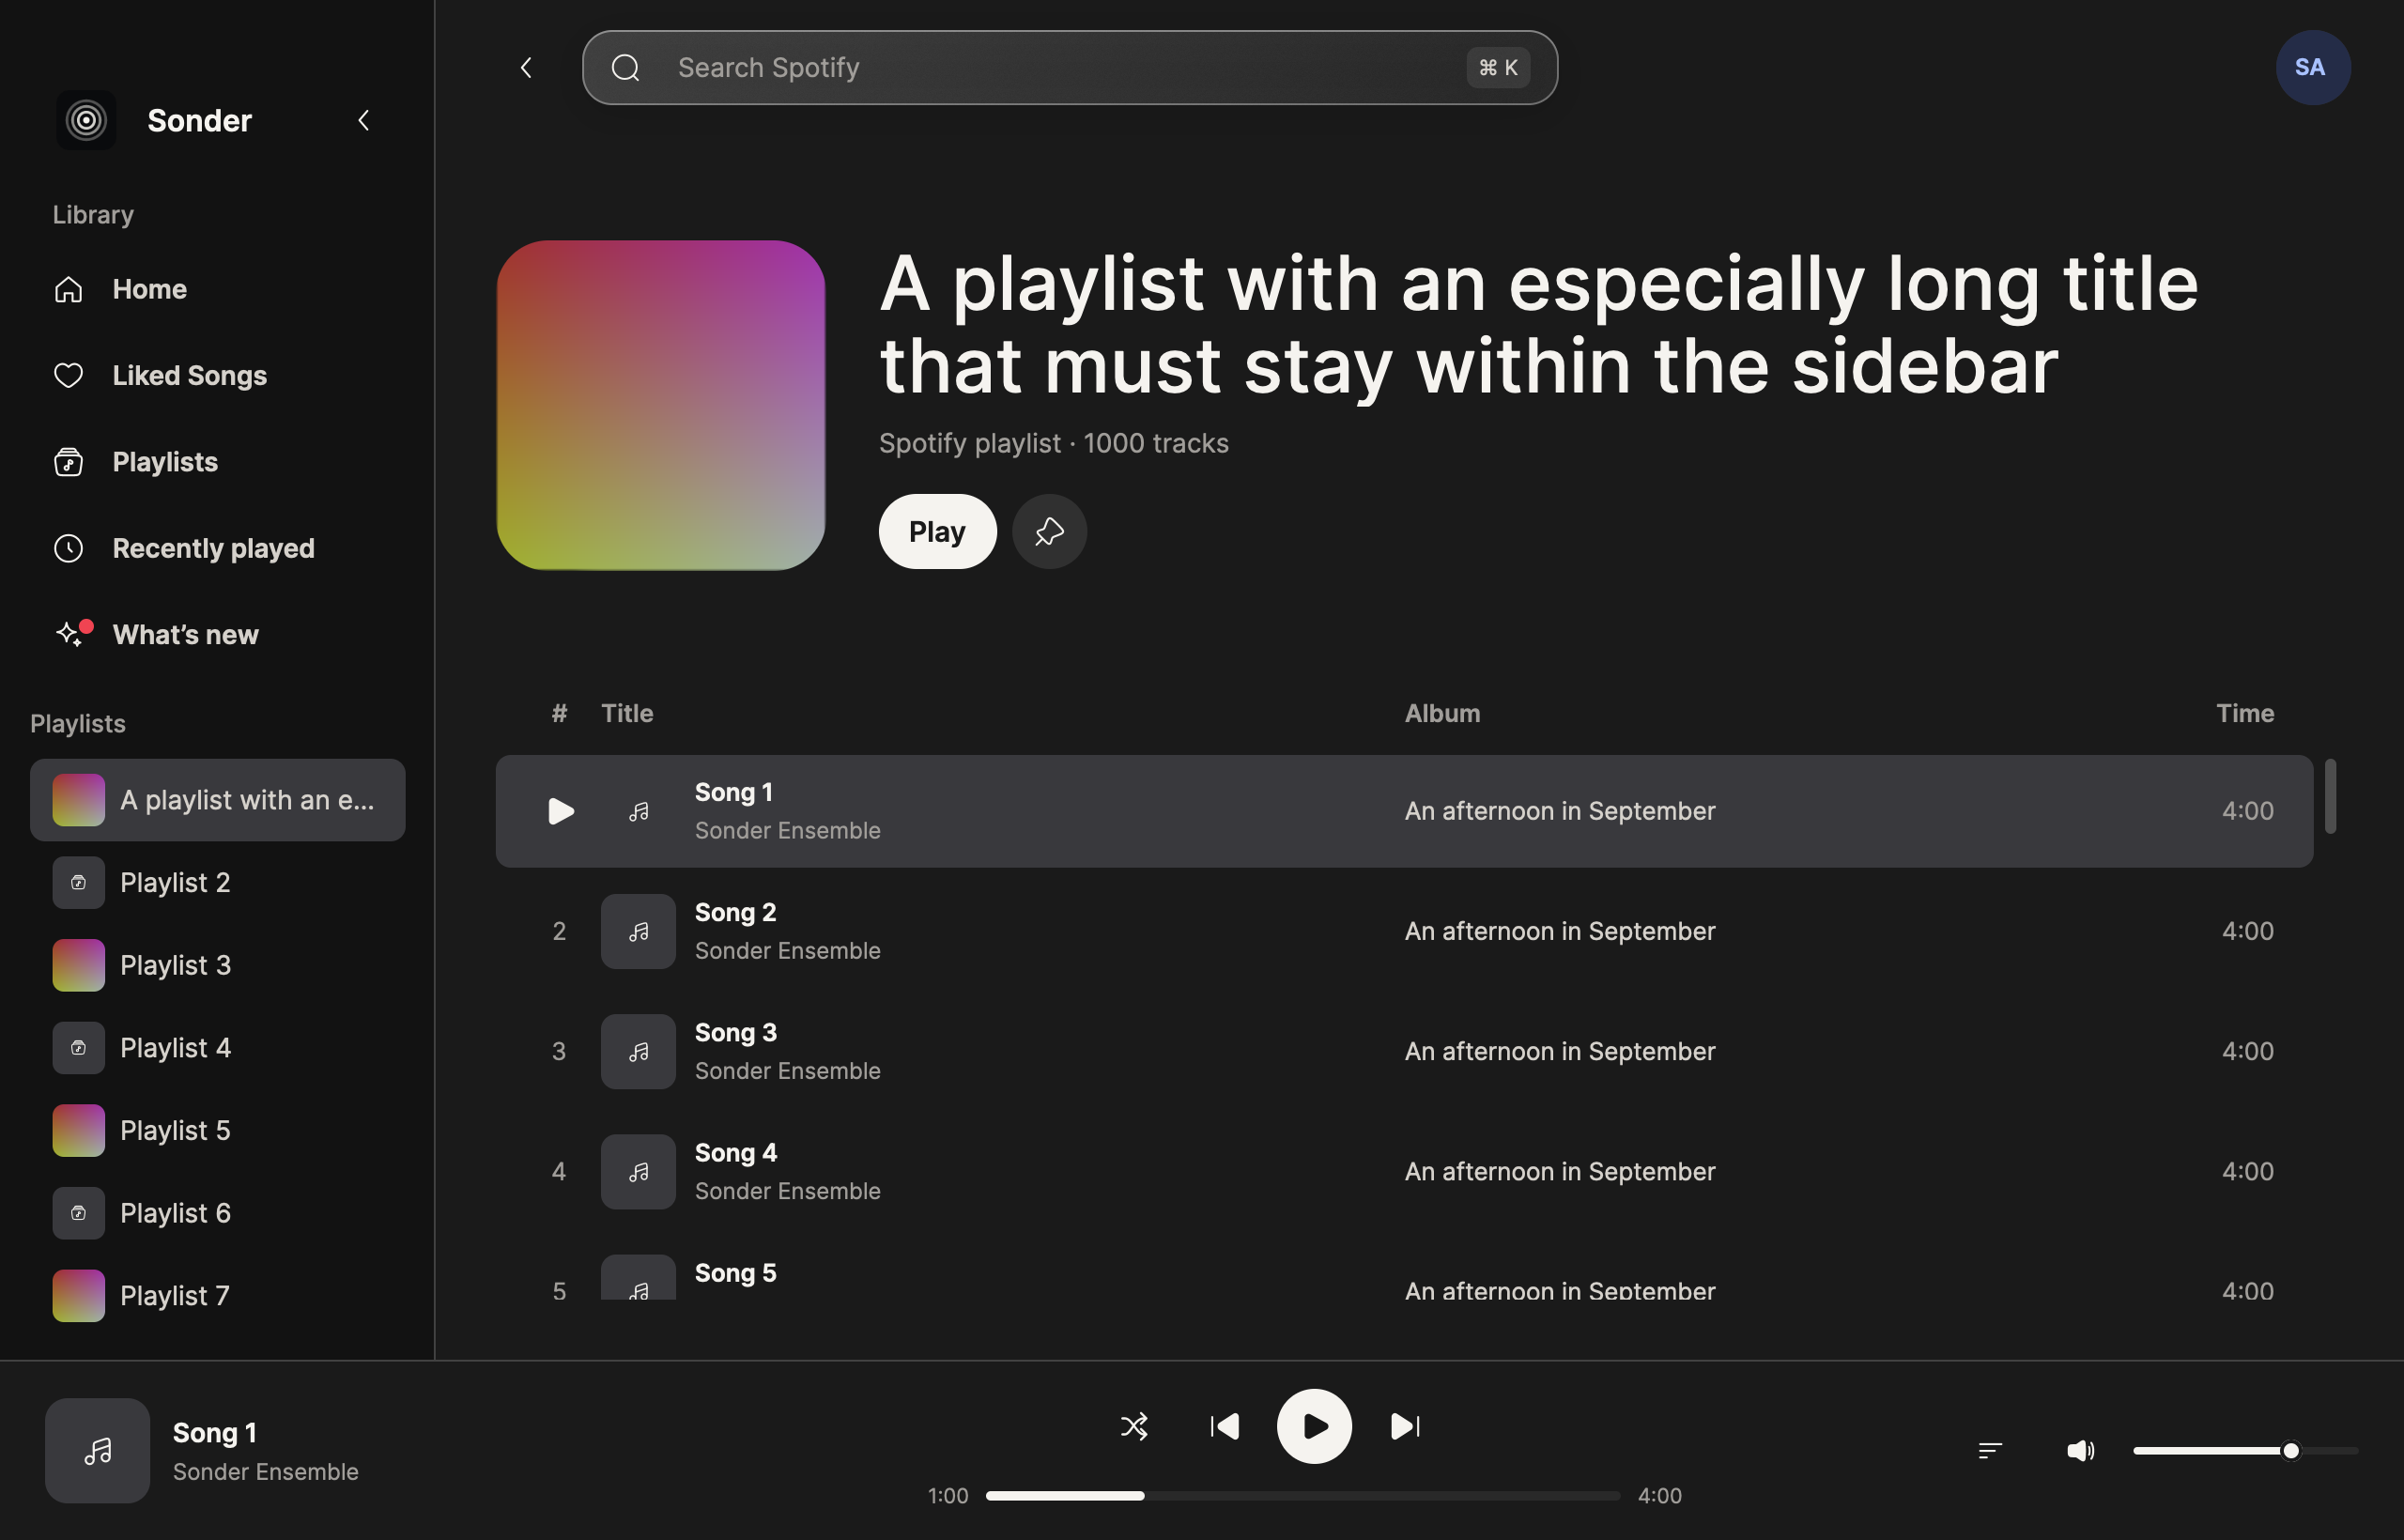 Sonder
Library
Home
Liked Songs
Playlists
Recently played
What’s new
Playlists
A playlist with an e...
Playlist 2
Playlist 3
Playlist 4
Playlist 5
Playlist 6
Playlist 7
Search Spotify
⌘ K
SA
A playlist with an especially long title
that must stay within the sidebar
Spotify playlist · 1000 tracks
Play
# Title Album Time
Song 1
Sonder Ensemble
An afternoon in September
4:00
2
Song 2
Sonder Ensemble
An afternoon in September
4:00
3
Song 3
Sonder Ensemble
An afternoon in September
4:00
4
Song 4
Sonder Ensemble
An afternoon in September
4:00
5
Song 5
An afternoon in September
4:00
Song 1
Sonder Ensemble
1:00
4:00